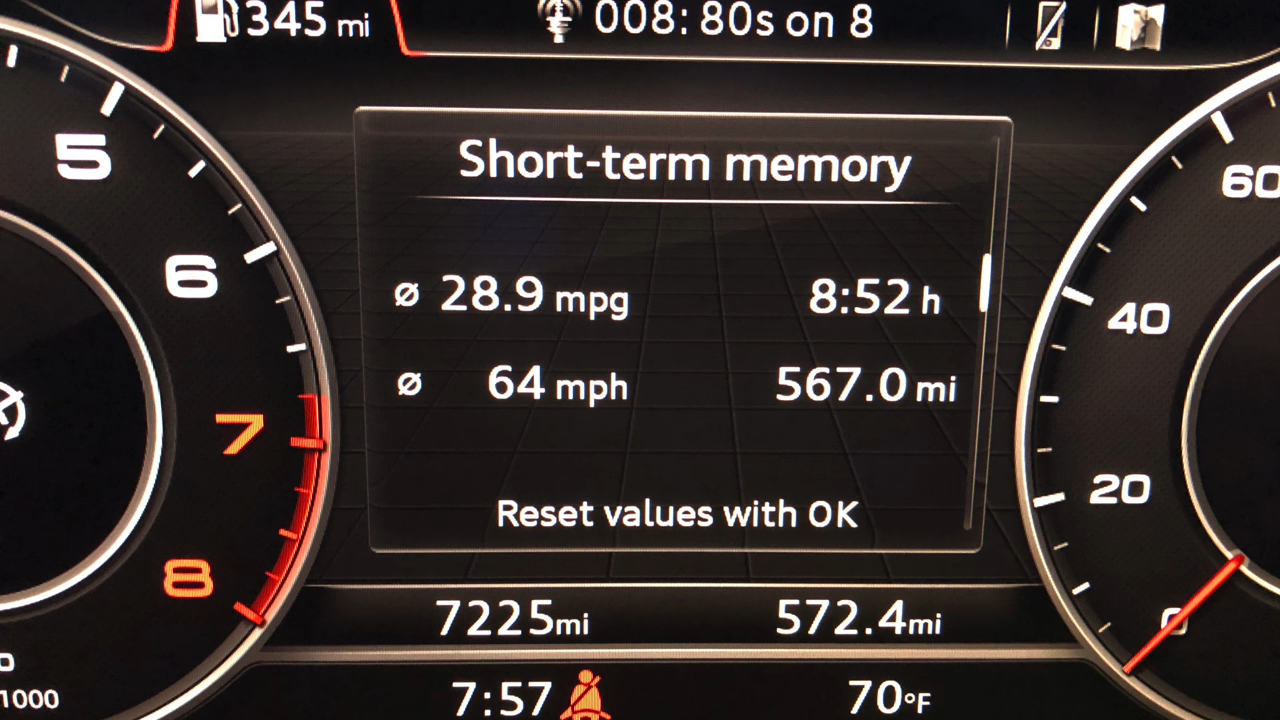 345 mi
008: 80s on 8
Short-term memory
ø 28.9 mpg 8:52 h
ø 64 mph 567.0 mi
Reset values with OK
7225mi 572.4mi
7:57 70°F
5
6
7
8
1000
60
40
20
0